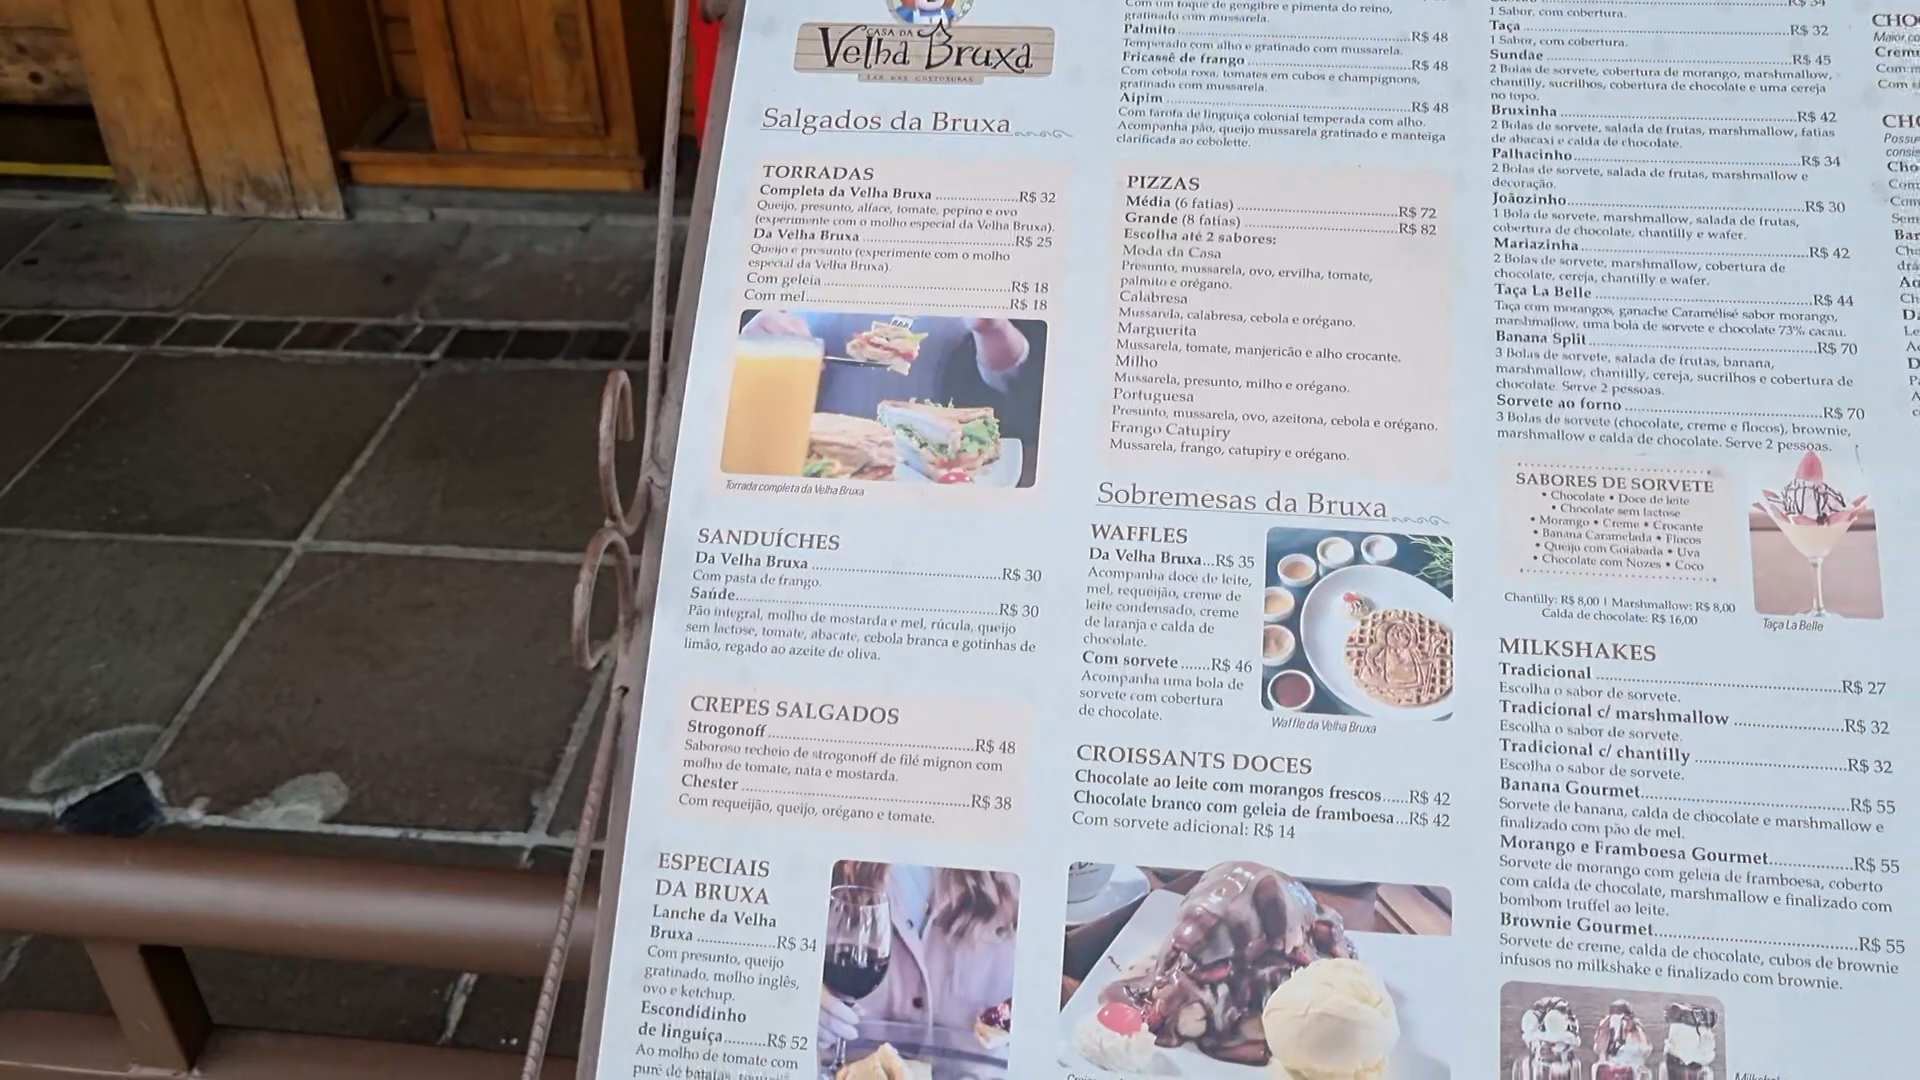 CASA DA
Velha Bruxa
LAR DAS GOSTOSURAS
Salgados da Bruxa
TORRADAS
Completa da Velha Bruxa ........................R$ 32
Queijo, presunto, alface, tomate, pepino e ovo
(experimente com o molho especial da Velha Bruxa).
Da Velha Bruxa ........................R$ 25
Queijo e presunto (experimente com o molho
especial da Velha Bruxa).
Com geleia ........................R$ 18
Com mel........................R$ 18
Torrada completa da Velha Bruxa
SANDUÍCHES
Da Velha Bruxa ........................R$ 30
Com pasta de frango.
Saúde........................R$ 30
Pão integral, molho de mostarda e mel, rúcula, queijo
sem lactose, tomate, abacate, cebola branca e gotinhas de
limão, regado ao azeite de oliva.
CREPES SALGADOS
Strogonoff ........................R$ 48
Saboroso recheio de strogonoff de filé mignon com
molho de tomate, nata e mostarda.
Chester ........................R$ 38
Com requeijão, queijo, orégano e tomate.
ESPECIAIS
DA BRUXA
Lanche da Velha
Bruxa ................R$ 34
Com presunto, queijo
gratinado, molho inglês,
ovo e ketchup.
Escondidinho
de linguiça.........R$ 52
Ao molho de tomate com
purê de batatas,
Com um toque de gengibre e pimenta do reino,
gratinado com mussarela.
Palmito........................R$ 48
Temperado com alho e gratinado com mussarela.
Fricassê de frango ........................R$ 48
Com cebola roxa, tomates em cubos e champignons,
gratinado com mussarela.
Aipim ........................R$ 48
Com farofa de linguiça colonial temperada com alho.
Acompanha pão, queijo mussarela gratinado e manteiga
clarificada ao cebolette.
PIZZAS
Média (6 fatias) ........................R$ 72
Grande (8 fatias) ........................R$ 82
Escolha até 2 sabores:
Moda da Casa
Presunto, mussarela, ovo, ervilha, tomate,
palmito e orégano.
Calabresa
Mussarela, calabresa, cebola e orégano.
Marguerita
Mussarela, tomate, manjericão e alho crocante.
Milho
Mussarela, presunto, milho e orégano.
Portuguesa
Presunto, mussarela, ovo, azeitona, cebola e orégano.
Frango Catupiry
Mussarela, frango, catupiry e orégano.
Sobremesas da Bruxa
WAFFLES
Da Velha Bruxa...R$ 35
Acompanha doce de leite,
mel, requeijão, creme de
leite condensado, creme
de laranja e calda de
chocolate.
Com sorvete .......R$ 46
Acompanha uma bola de
sorvete com cobertura
de chocolate.
Waffle da Velha Bruxa
CROISSANTS DOCES
Chocolate ao leite com morangos frescos......R$ 42
Chocolate branco com geleia de framboesa...R$ 42
Com sorvete adicional: R$ 14
R$ 34
1 Sabor, com cobertura.
Taça ........................R$ 32
1 Sabor, com cobertura.
Sundae ........................R$ 45
2 Bolas de sorvete, cobertura de morango, marshmallow,
chantilly, sucrilhos, cobertura de chocolate e uma cereja
no topo.
Bruxinha ........................R$ 42
2 Bolas de sorvete, salada de frutas, marshmallow, fatias
de abacaxi e calda de chocolate.
Palhacinho........................R$ 34
2 Bolas de sorvete, salada de frutas, marshmallow e
decoração.
Joãozinho........................R$ 30
1 Bola de sorvete, marshmallow, salada de frutas,
cobertura de chocolate, chantilly e wafer.
Mariazinha ........................R$ 42
2 Bolas de sorvete, marshmallow, cobertura de
chocolate, cereja, chantilly e wafer.
Taça La Belle ........................R$ 44
Taça com morangos, ganache Caramélisé sabor morango,
marshmallow, uma bola de sorvete e chocolate 73% cacau.
Banana Split........................R$ 70
3 Bolas de sorvete, salada de frutas, banana,
marshmallow, chantilly, cereja, sucrilhos e cobertura de
chocolate. Serve 2 pessoas.
Sorvete ao forno ........................R$ 70
3 Bolas de sorvete (chocolate, creme e flocos), brownie,
marshmallow e calda de chocolate. Serve 2 pessoas.
SABORES DE SORVETE
• Chocolate • Doce de leite
• Chocolate sem lactose
• Morango • Creme • Crocante
• Banana Caramelada • Flocos
• Queijo com Goiabada • Uva
• Chocolate com Nozes • Coco
Chantilly: R$ 8,00 | Marshmallow: R$ 8,00
Calda de chocolate: R$ 16,00
Taça La Belle
MILKSHAKES
Tradicional ........................R$ 27
Escolha o sabor de sorvete.
Tradicional c/ marshmallow ................R$ 32
Escolha o sabor de sorvete.
Tradicional c/ chantilly ........................R$ 32
Escolha o sabor de sorvete.
Banana Gourmet........................R$ 55
Sorvete de banana, calda de chocolate e marshmallow e
finalizado com pão de mel.
Morango e Framboesa Gourmet................R$ 55
Sorvete de morango com geleia de framboesa, coberto
com calda de chocolate, marshmallow e finalizado com
bombom truffel ao leite.
Brownie Gourmet........................R$ 55
Sorvete de creme, calda de chocolate, cubos de brownie
infusos no milkshake e finalizado com brownie.